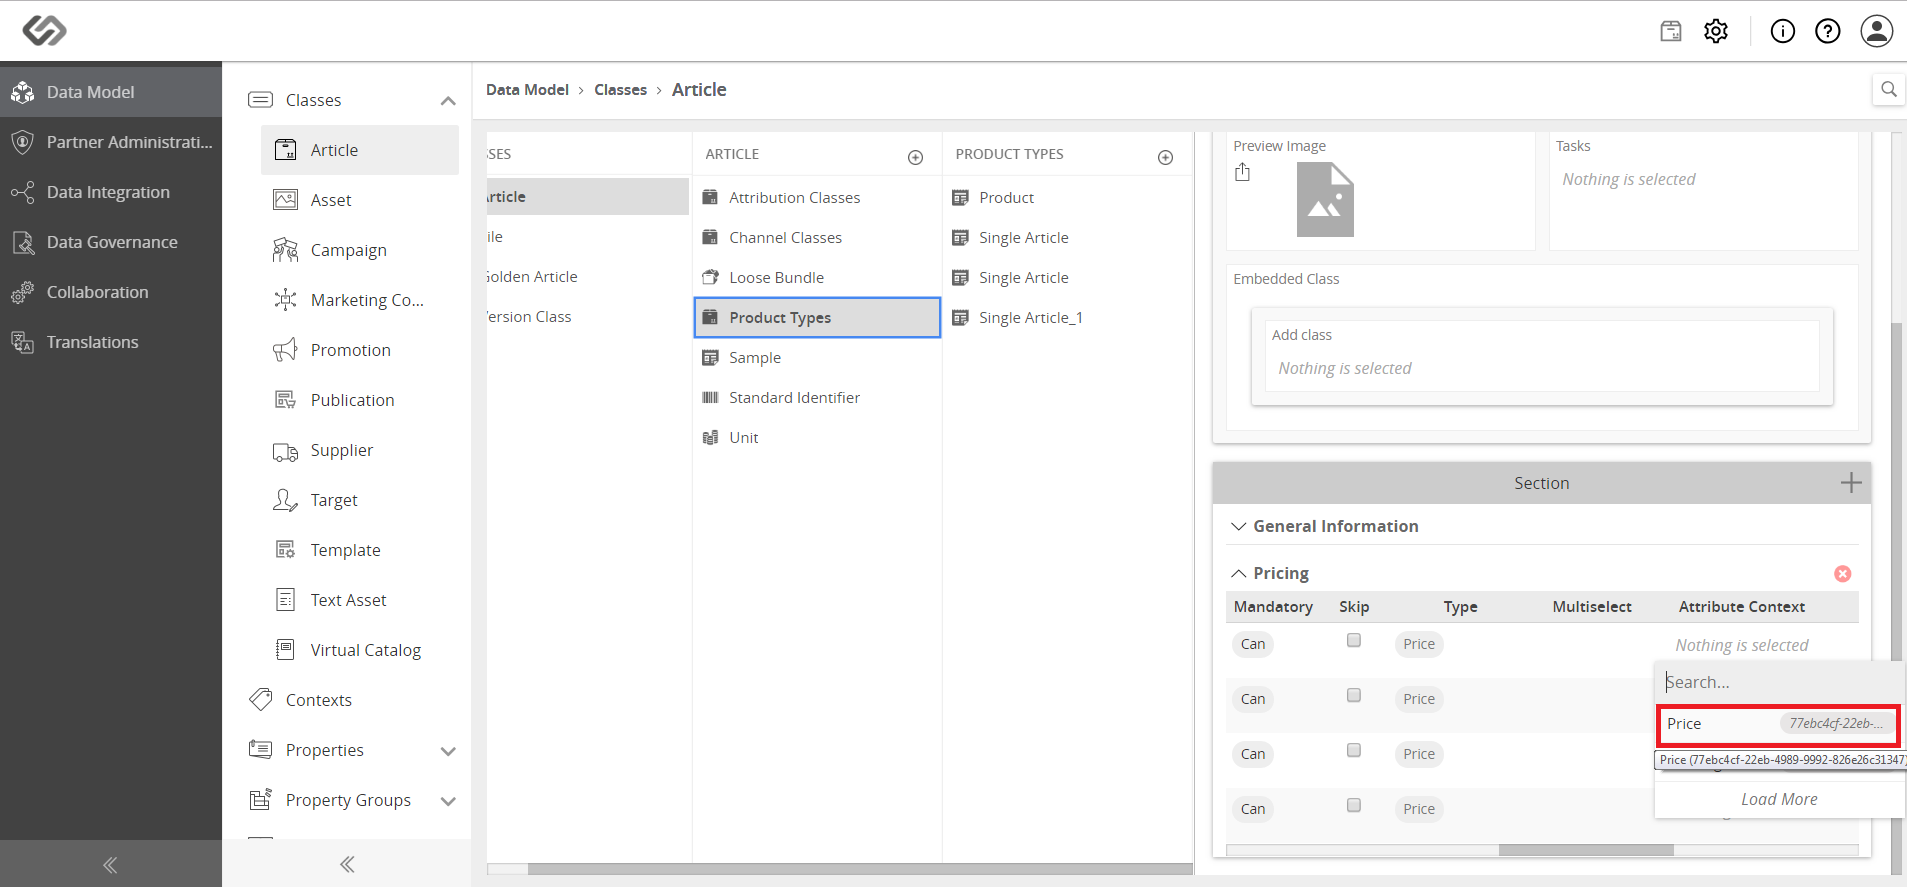 Data Model
Partner Administrati...
Data Integration
Data Governance
Collaboration
Translations
Classes
Article
Asset
Campaign
Marketing Co...
Promotion
Publication
Supplier
Target
Template
Text Asset
Virtual Catalog
Contexts
Properties
Property Groups
Data Model › Classes › Article
SSES
rticle
ile
Golden Article
ersion Class
ARTICLE
Attribution Classes
Channel Classes
Loose Bundle
Product Types
Sample
Standard Identifier
Unit
PRODUCT TYPES
Product
Single Article
Single Article
Single Article_1
Preview Image
Tasks
Nothing is selected
Embedded Class
Add class
Nothing is selected
Section
General Information
Pricing
Mandatory Skip Type Multiselect Attribute Context
Can Price Nothing is selected
Can Price
Can Price
Can Price
Search...
Price 77ebc4cf-22eb-...
Price (77ebc4cf-22eb-4989-9992-826e26c31347)
Load More